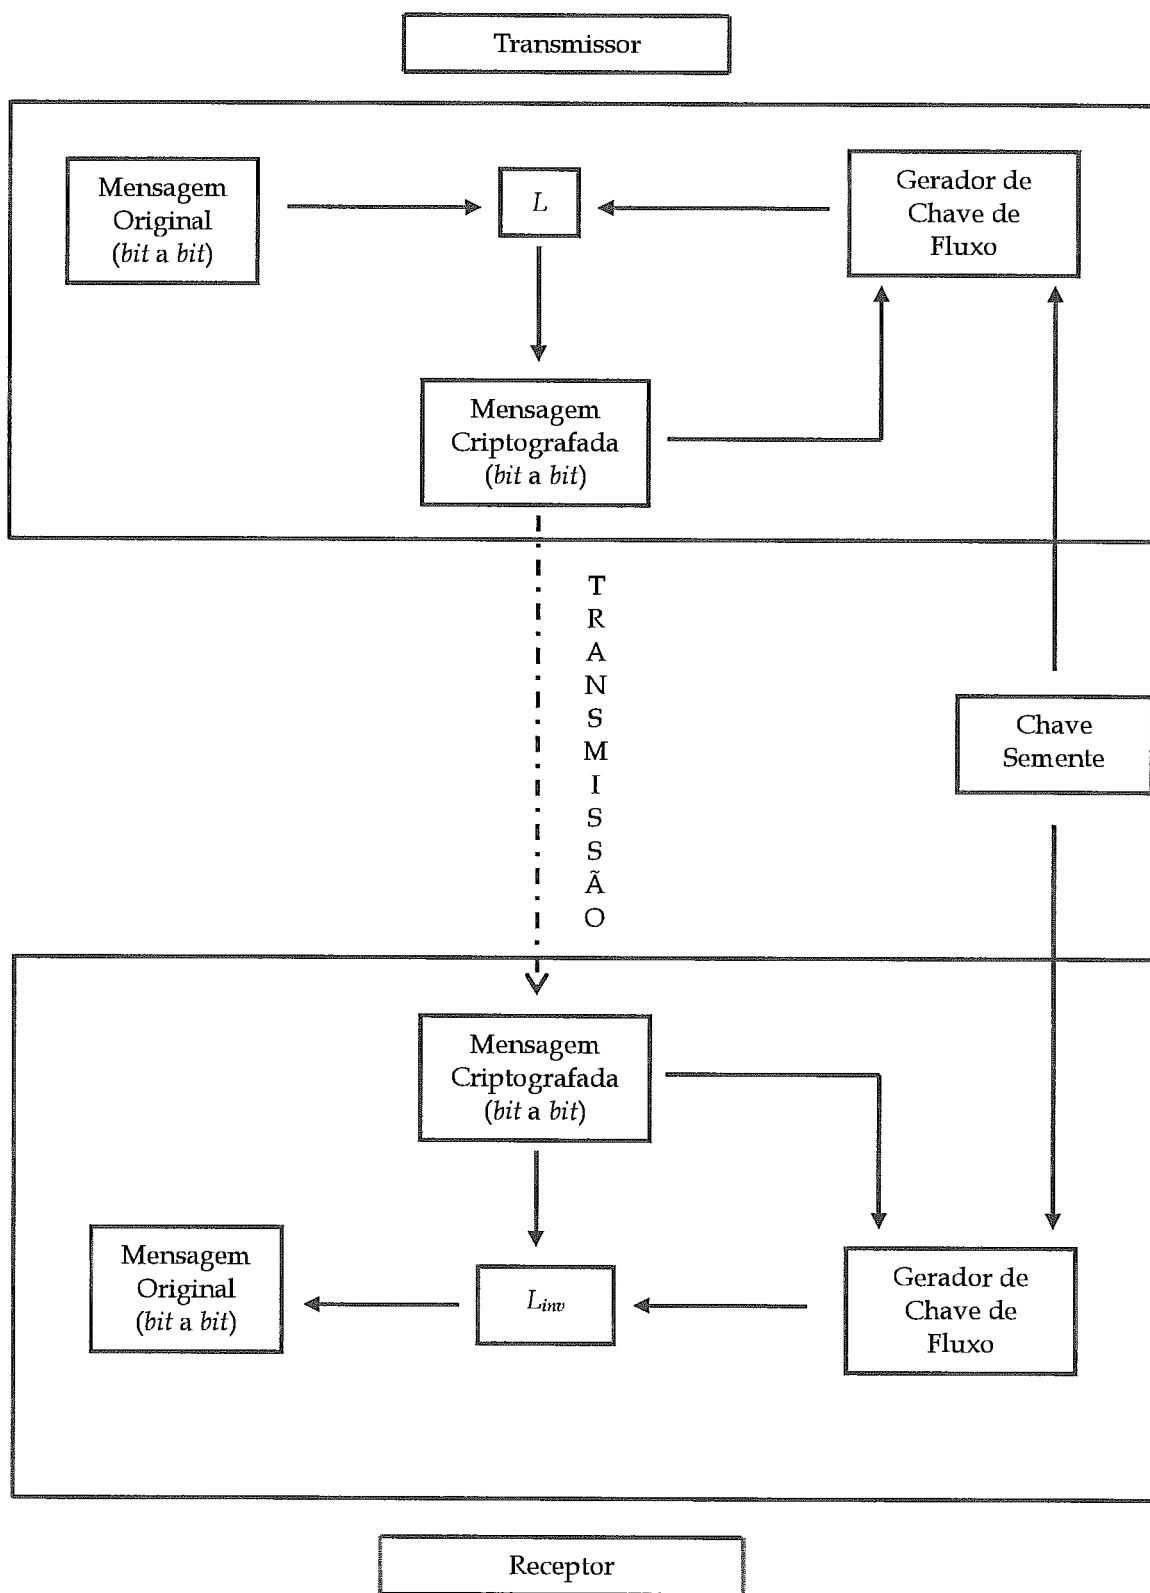 Transmissor
Mensagem
Original
(bit a bit)
L
Gerador de
Chave de
Fluxo
Mensagem
Criptografada
(bit a bit)
T
R
A
N
S
M
I
S
S
Ã
O
Chave
Semente
Mensagem
Criptografada
(bit a bit)
Mensagem
Original
(bit a bit)
Linv
Gerador de
Chave de
Fluxo
Receptor